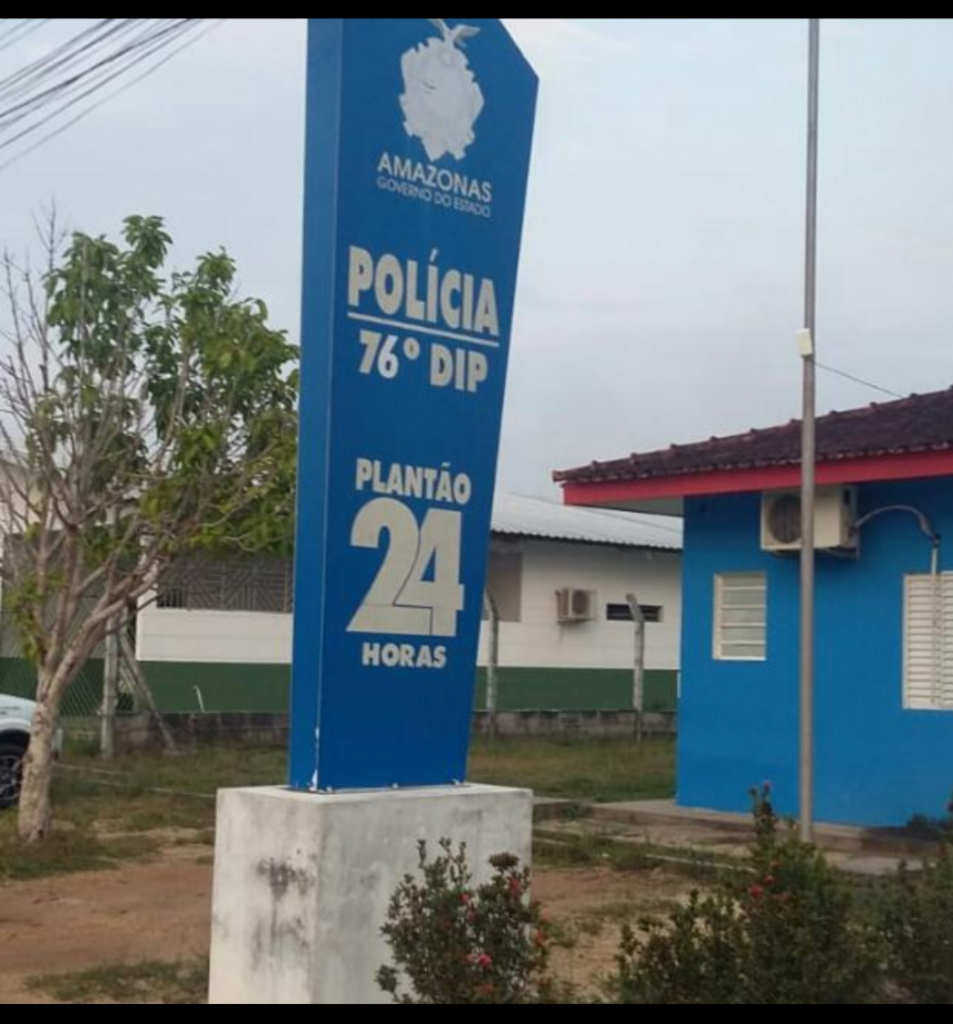 AMAZONAS
GOVERNO DO ESTADO
POLÍCIA
76º DIP
PLANTÃO
24
HORAS